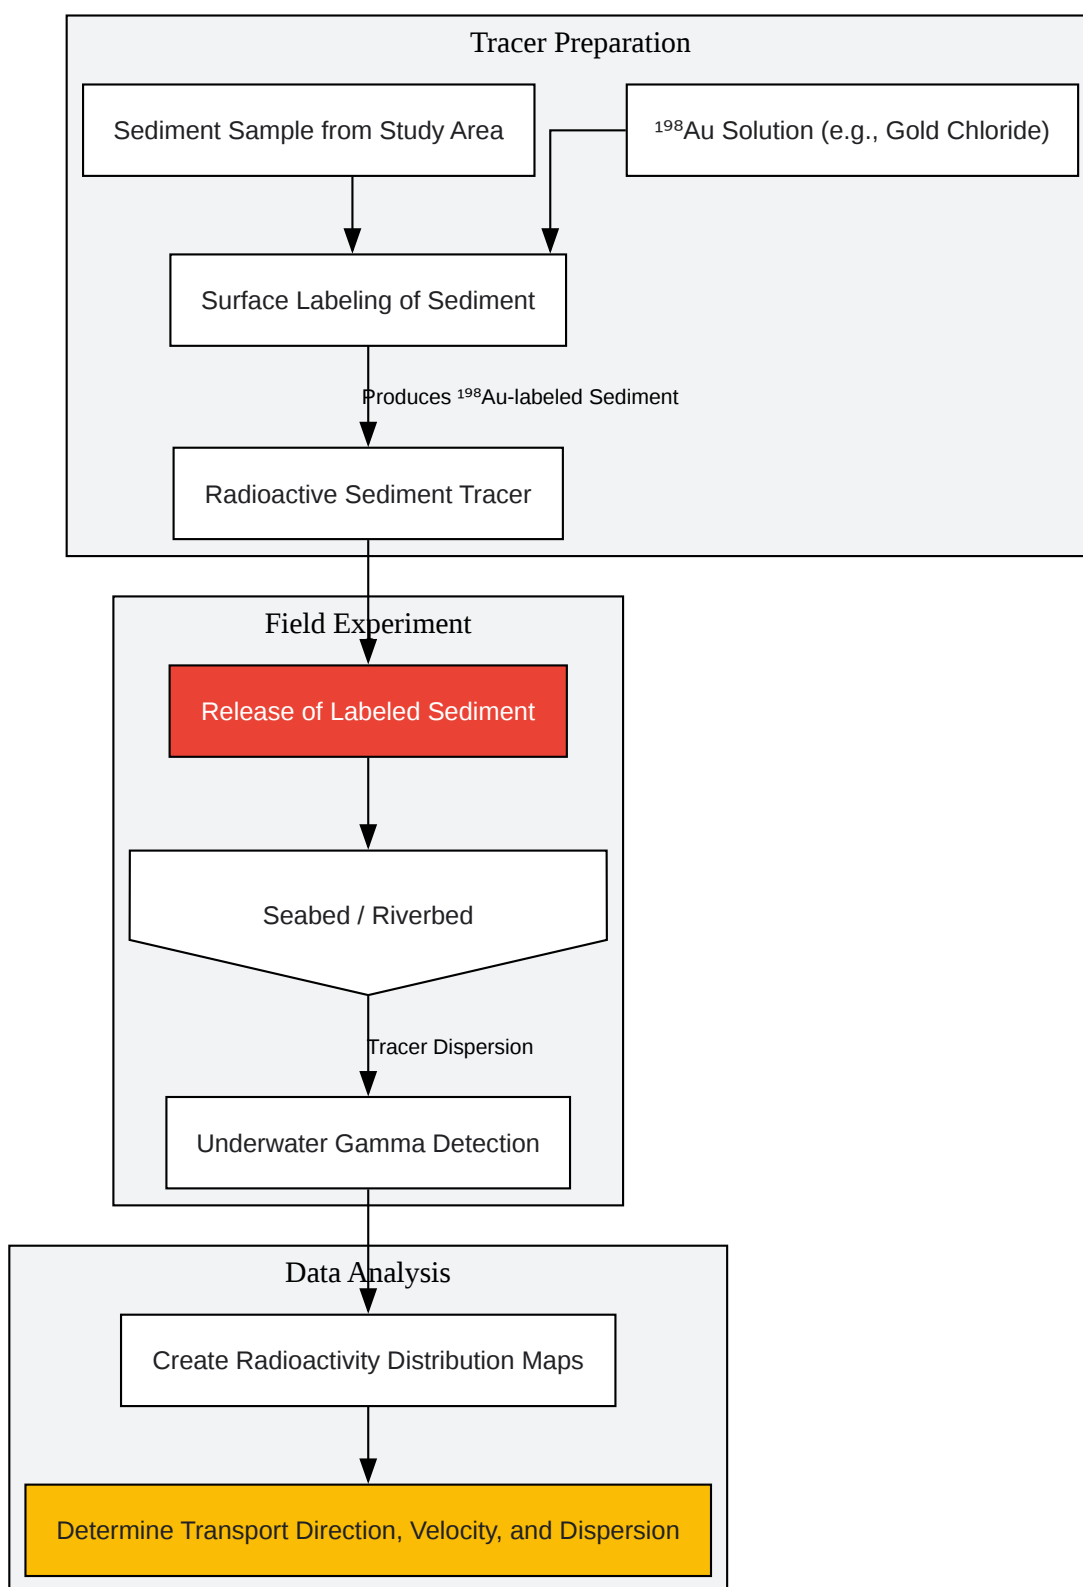 Tracer Preparation
Sediment Sample from Study Area
¹⁹⁸Au Solution (e.g., Gold Chloride)
Surface Labeling of Sediment
Produces ¹⁹⁸Au-labeled Sediment
Radioactive Sediment Tracer
Field Experiment
Release of Labeled Sediment
Seabed / Riverbed
Tracer Dispersion
Underwater Gamma Detection
Data Analysis
Create Radioactivity Distribution Maps
Determine Transport Direction, Velocity, and Dispersion